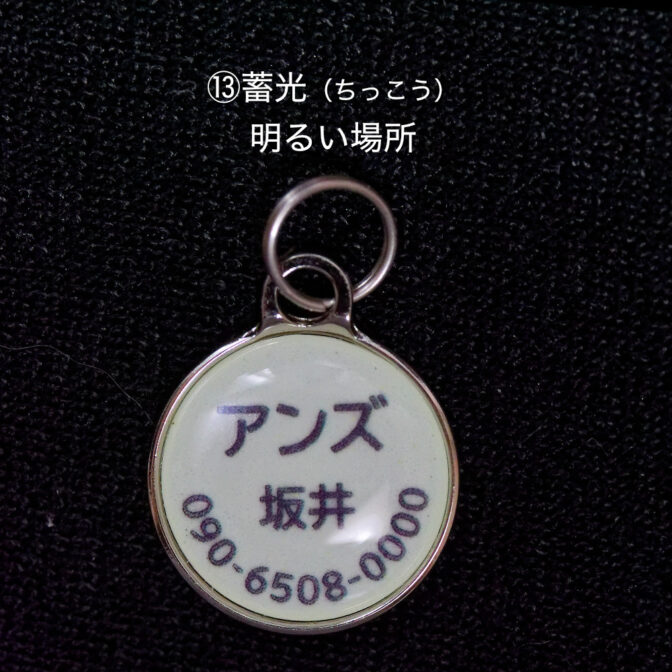 ⑬蓄光（ちっこう）
明るい場所
アンズ
坂井
090-6508-0000